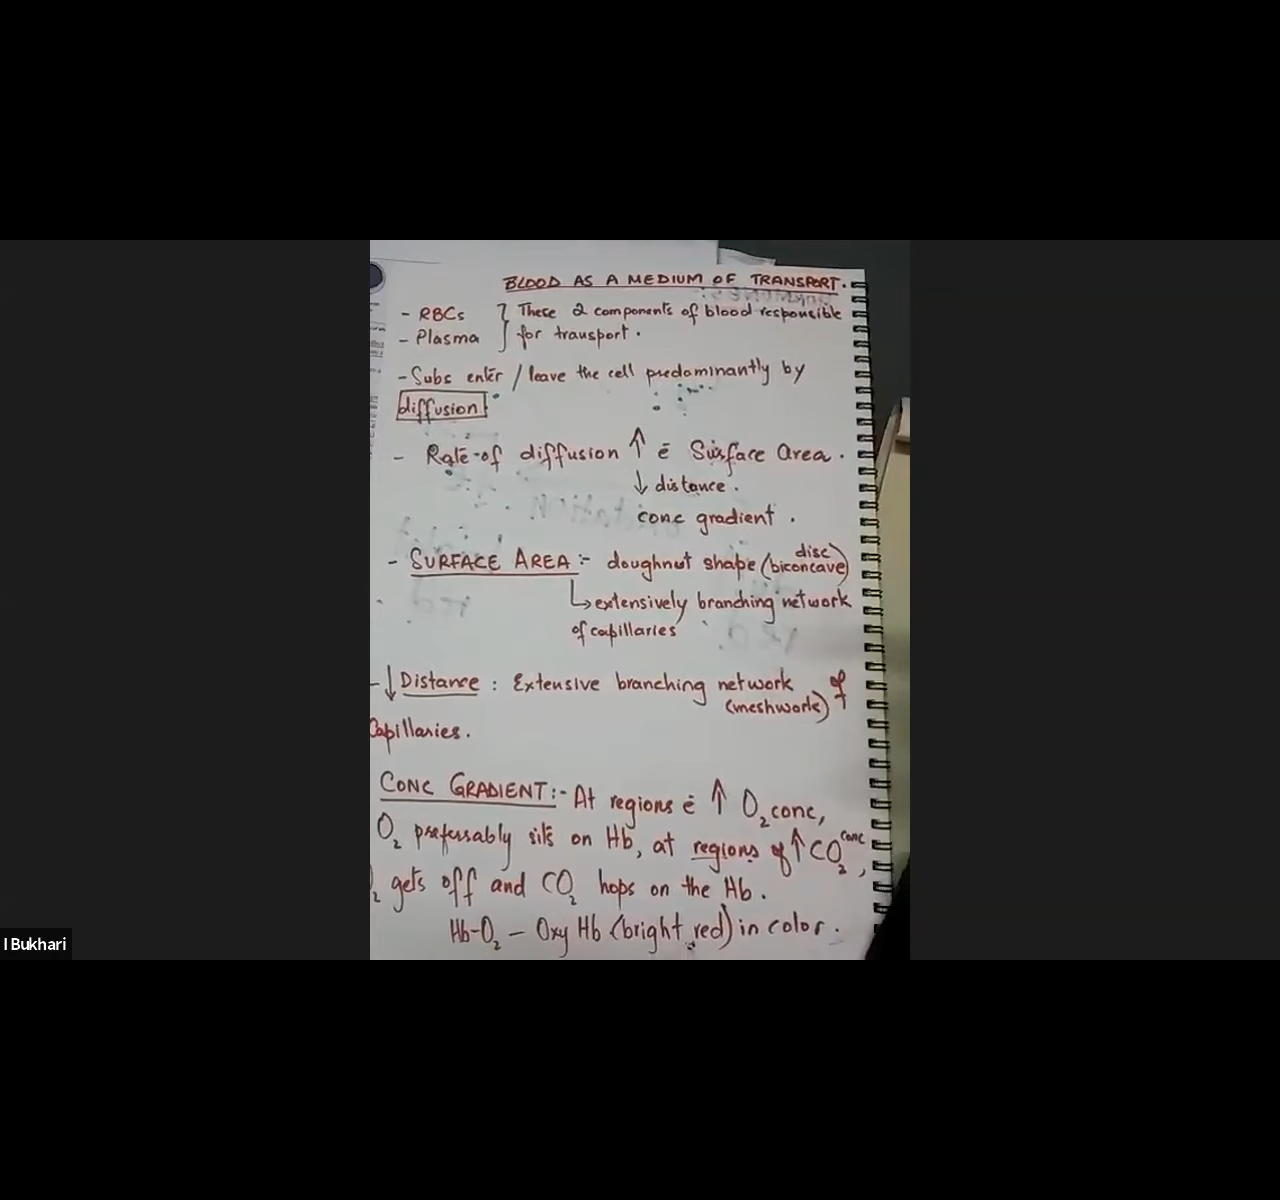 BLOOD AS A MEDIUM OF TRANSPORT.
- RBCs } These 2 components of blood responsible
- Plasma } for transport.
- Subs enter / leave the cell predominantly by
diffusion
- Rate of diffusion ↑ ē Surface Area.
↓ distance.
conc gradient.
- SURFACE AREA :- doughnut shape (biconcave disc)
↳ extensively branching network
of capillaries
- ↓ Distance : Extensive branching network of
(meshwork)
Capillaries.
CONC GRADIENT :- At regions ē ↑ O₂ conc,
O₂ prefersably sits on Hb, at regions of ↑ CO₂ conc,
₂ gets off and CO₂ hops on the Hb.
Hb-O₂ – Oxy Hb (bright red) in color.
I Bukhari